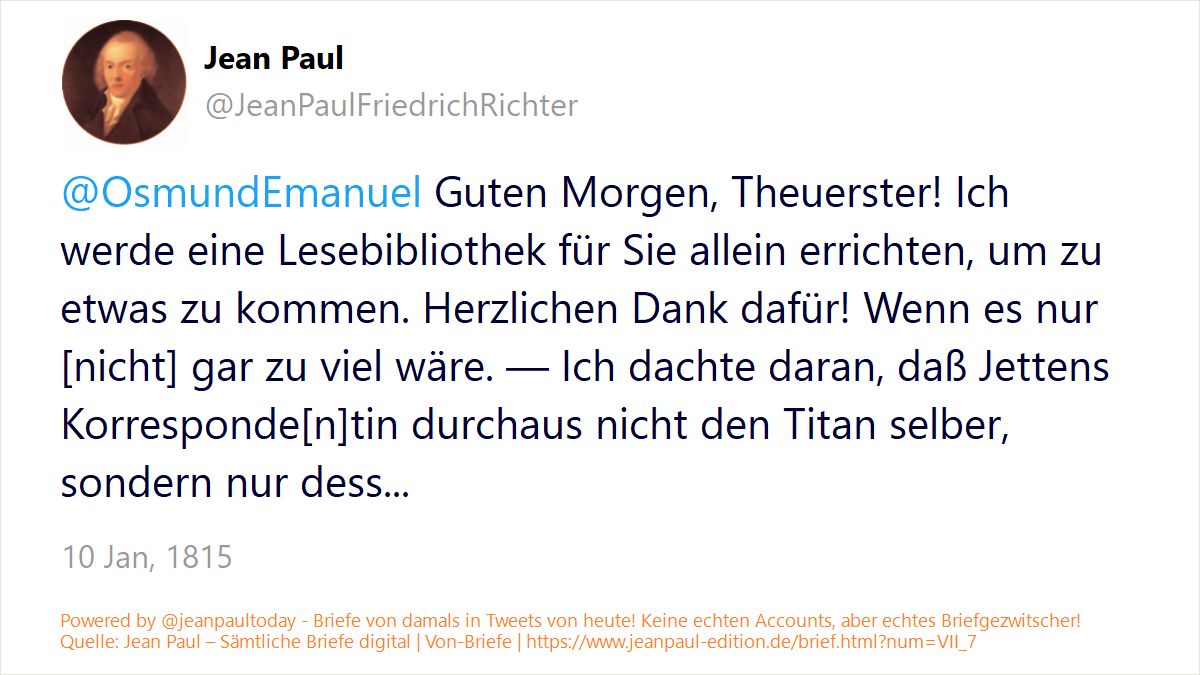 Jean Paul
@JeanPaulFriedrichRichter
@OsmundEmanuel Guten Morgen, Theuerster! Ich
werde eine Lesebibliothek für Sie allein errichten, um zu
etwas zu kommen. Herzlichen Dank dafür! Wenn es nur
[nicht] gar zu viel wäre. — Ich dachte daran, daß Jettens
Korresponde[n]tin durchaus nicht den Titan selber,
sondern nur dess...
10 Jan, 1815
Powered by @jeanpaultoday - Briefe von damals in Tweets von heute! Keine echten Accounts, aber echtes Briefgezwitscher!
Quelle: Jean Paul – Sämtliche Briefe digital | Von-Briefe | https://www.jeanpaul-edition.de/brief.html?num=VII_7